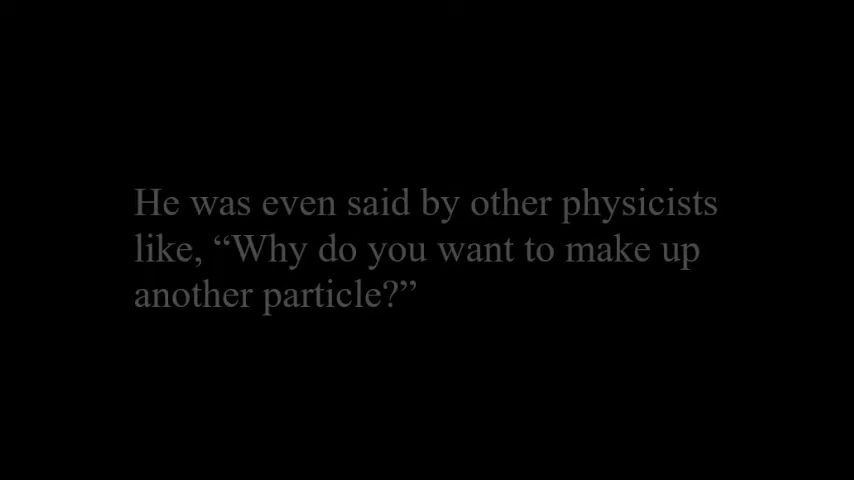 He was even said by other physicists
like, “Why do you want to make up
another particle?”